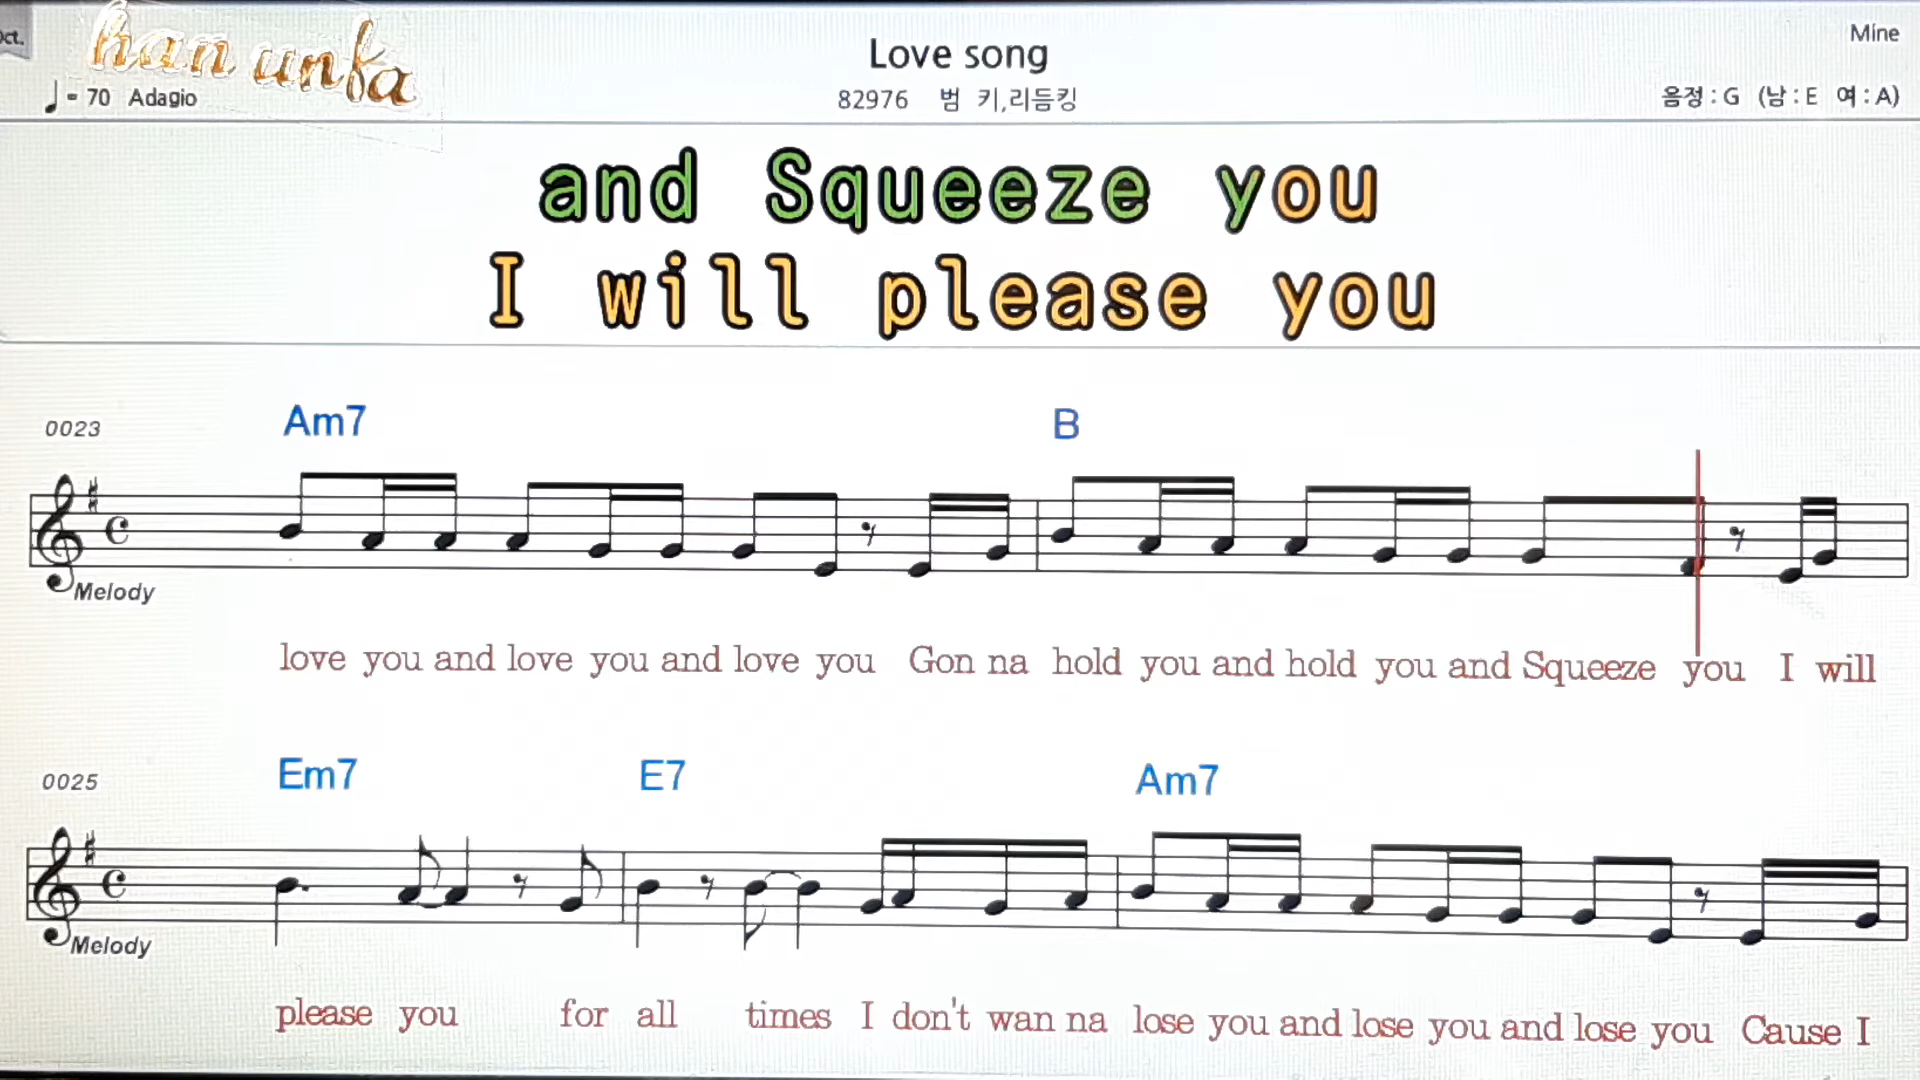 Oct.
han unfa
Love song
Mine
= 70 Adagio
82976 범 키,리듬킹
음정 : G (남 : E 여 : A)
and Squeeze you
I will please you
0023
Am7
B
Melody
love you and love you and love you Gon na hold you and hold you and Squeeze you I will
0025
Em7
E7
Am7
Melody
please you for all times I don't wan na lose you and lose you and lose you Cause I